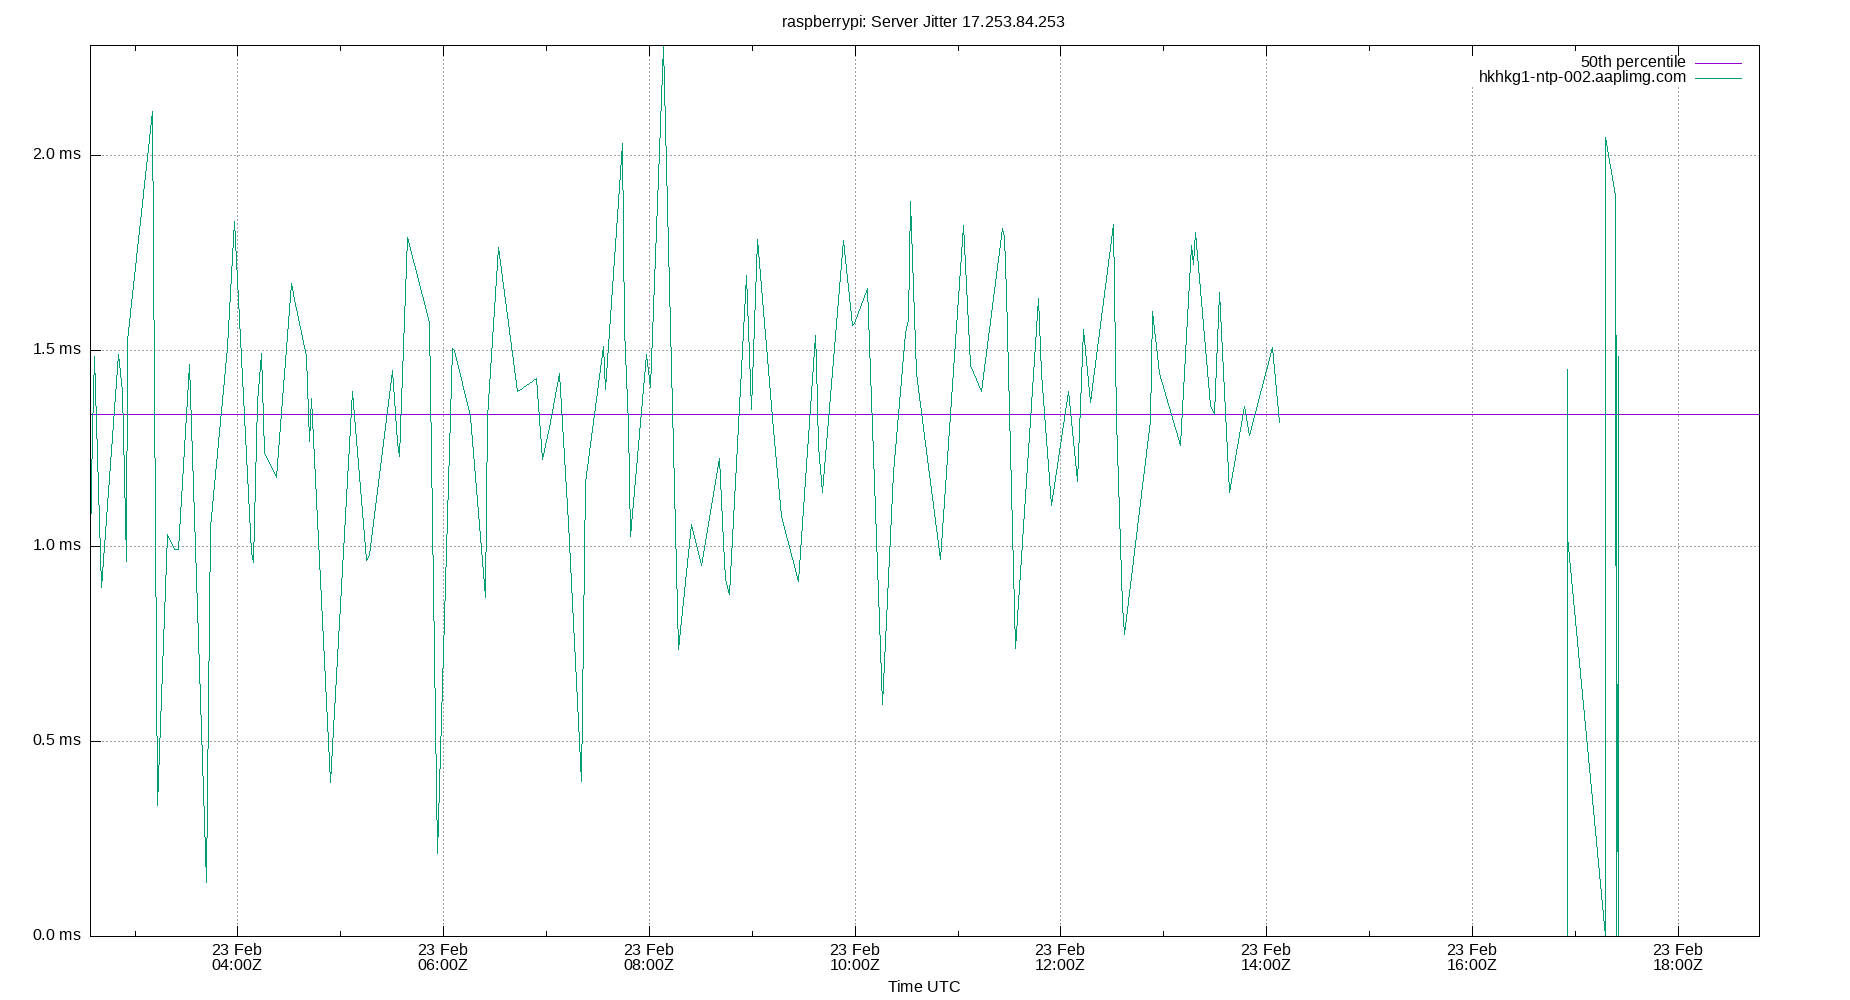 raspberrypi: Server Jitter 17.253.84.253
50th percentile
hkhkg1-ntp-002.aaplimg.com
2.0 ms
1.5 ms
1.0 ms
0.5 ms
0.0 ms
23 Feb 23 Feb 23 Feb 23 Feb 23 Feb 23 Feb 23 Feb 23 Feb
04:00Z 06:00Z 08:00Z 10:00Z 12:00Z 14:00Z 16:00Z 18:00Z
Time UTC